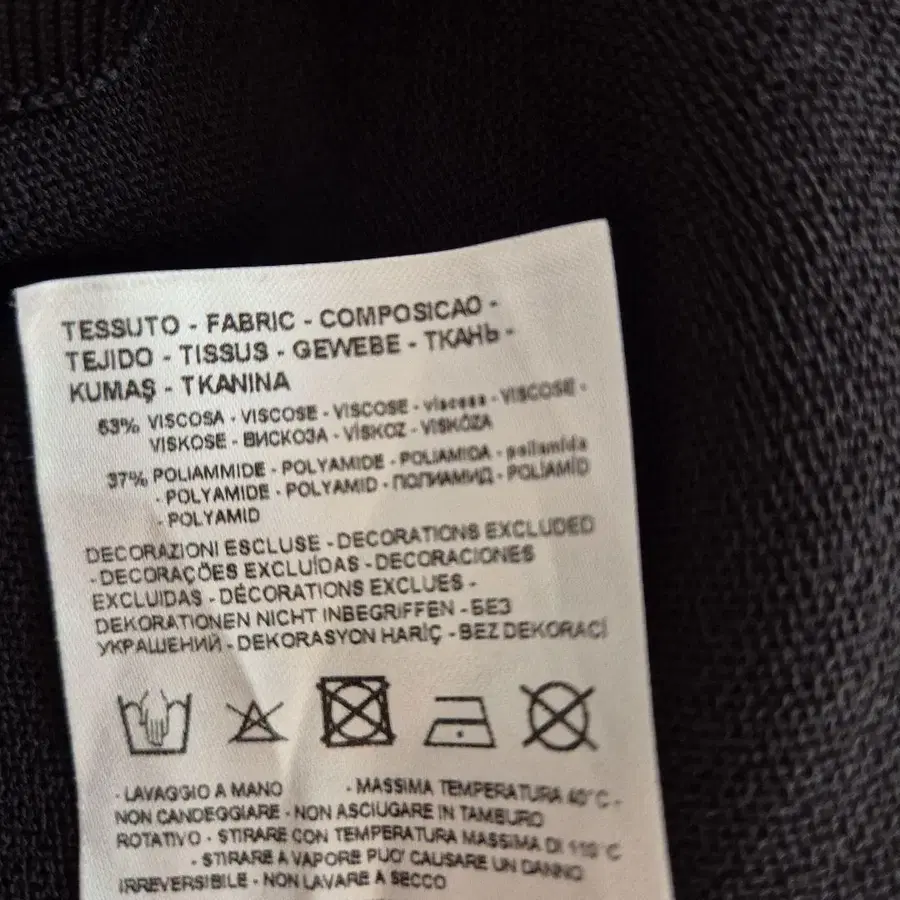 TESSUTO - FABRIC - COMPOSICAO -
TEJIDO - TISSUS - GEWEBE - ТКАНЬ -
KUMAŞ - TKANINA
63% VISCOSA - VISCOSE - VISCOSE - viscosa - VISCOSE -
VISKOSE - ВИСКОЗА - VİSKOZ - VISKÓZA
37% POLIAMMIDE - POLYAMIDE - POLIAMIDA - poliamida
- POLYAMIDE - POLYAMID - ПОЛИАМИД - POLİAMİD
- POLYAMID
DECORAZIONI ESCLUSE - DECORATIONS EXCLUDED
- DECORAÇÕES EXCLUÍDAS - DECORACIONES
EXCLUIDAS - DÉCORATIONS EXCLUES -
DEKORATIONEN NICHT INBEGRIFFEN - БЕЗ
УКРАШЕНИЙ - DEKORASYON HARİÇ - BEZ DEKORACÍ
- LAVAGGIO A MANO - MASSIMA TEMPERATURA 40°C -
NON CANDEGGIARE - NON ASCIUGARE IN TAMBURO
ROTATIVO - STIRARE CON TEMPERATURA MASSIMA DI 110°C
- STIRARE A VAPORE PUO' CAUSARE UN DANNO
IRREVERSIBILE - NON LAVARE A SECCO